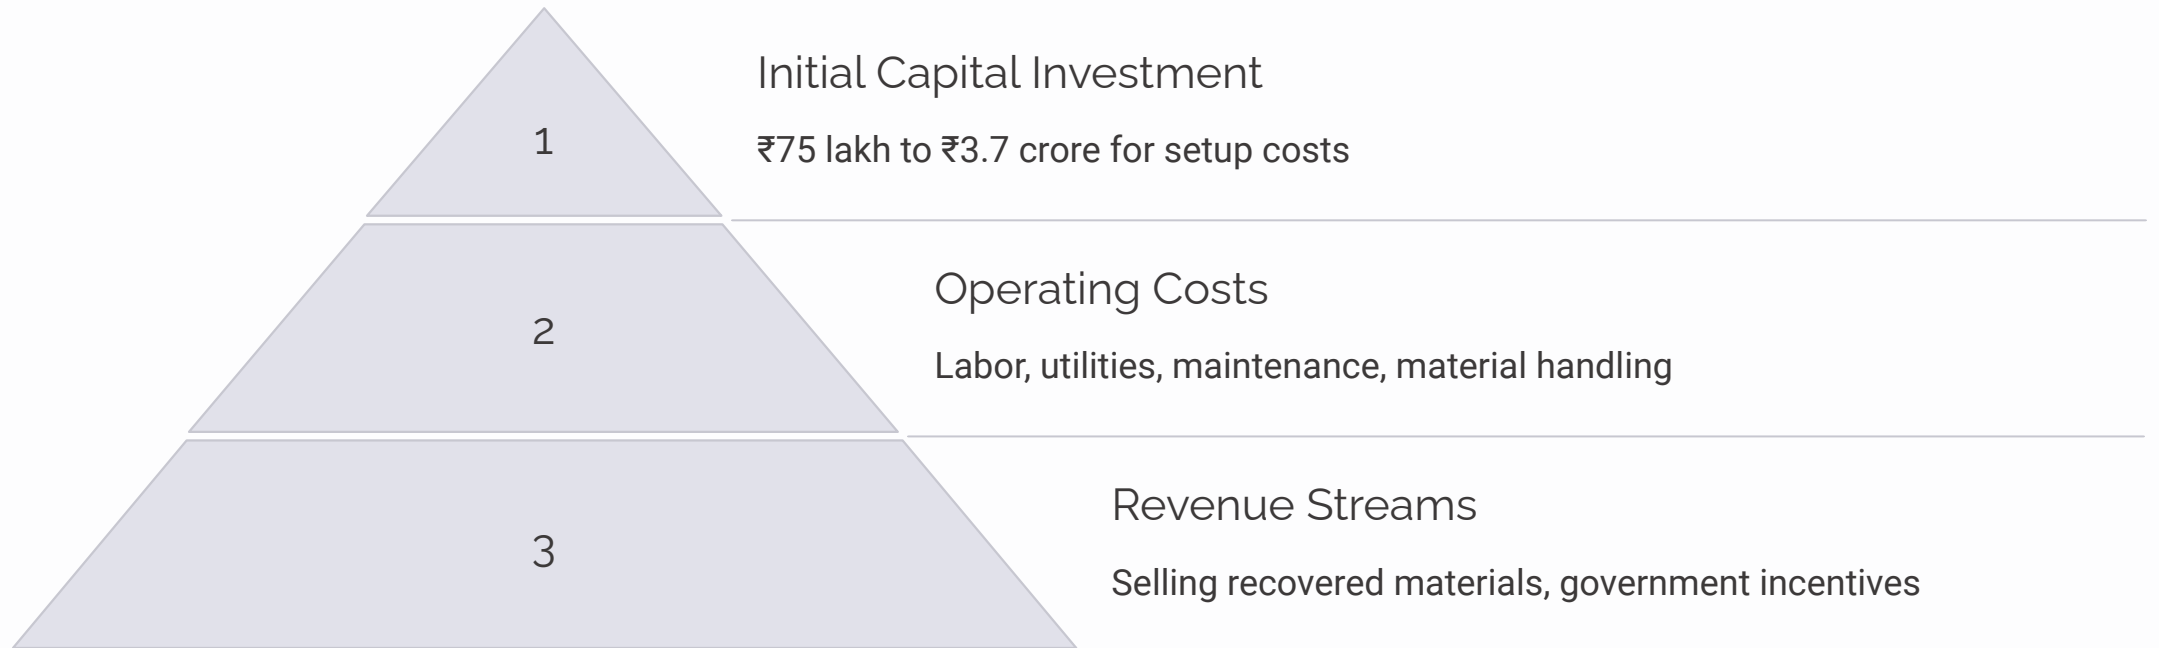 1
Initial Capital Investment
₹75 lakh to ₹3.7 crore for setup costs
2
Operating Costs
Labor, utilities, maintenance, material handling
3
Revenue Streams
Selling recovered materials, government incentives